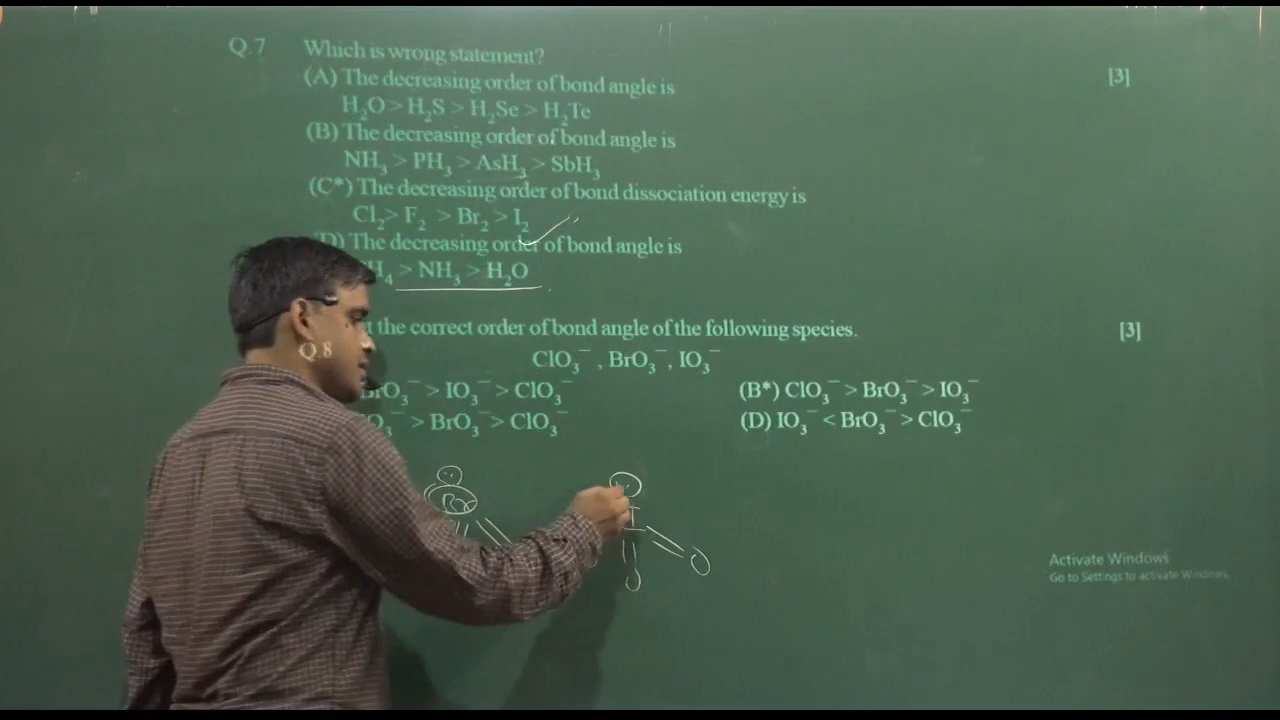 Q.7 Which is wrong statement? [3]
(A) The decreasing order of bond angle is
H₂O > H₂S > H₂Se > H₂Te
(B) The decreasing order of bond angle is
NH₃ > PH₃ > AsH₃ > SbH₃
(C*) The decreasing order of bond dissociation energy is
Cl₂ > F₂ > Br₂ > I₂
(D) The decreasing order of bond angle is
H₄ > NH₃ > H₂O
Q.8 the correct order of bond angle of the following species. [3]
ClO₃⁻ , BrO₃⁻, IO₃⁻
BrO₃⁻ > IO₃⁻ > ClO₃⁻ (B*) ClO₃⁻ > BrO₃⁻ > IO₃⁻
O₃⁻ > BrO₃⁻ > ClO₃⁻ (D) IO₃⁻ < BrO₃⁻ > ClO₃⁻
Br I
O O
Activate Windows
Go to Settings to activate Windows.